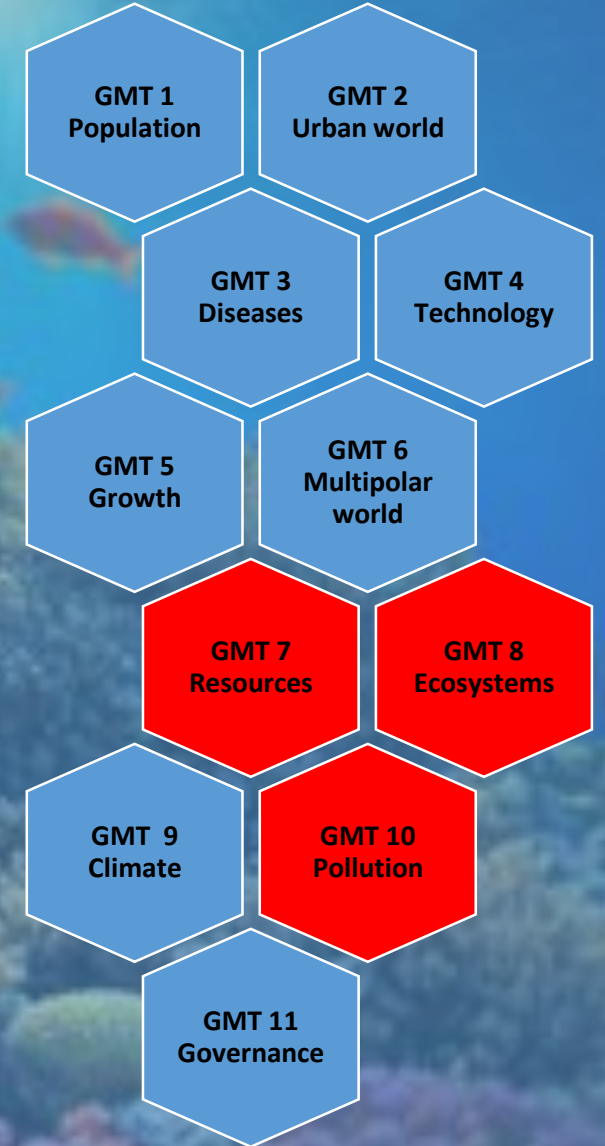 GMT 1
Population
GMT 2
Urban world
GMT 3
Diseases
GMT 4
Technology
GMT 5
Growth
GMT 6
Multipolar
world
GMT 7
Resources
GMT 8
Ecosystems
GMT  9
Climate
GMT 10
Pollution
GMT 11
Governance